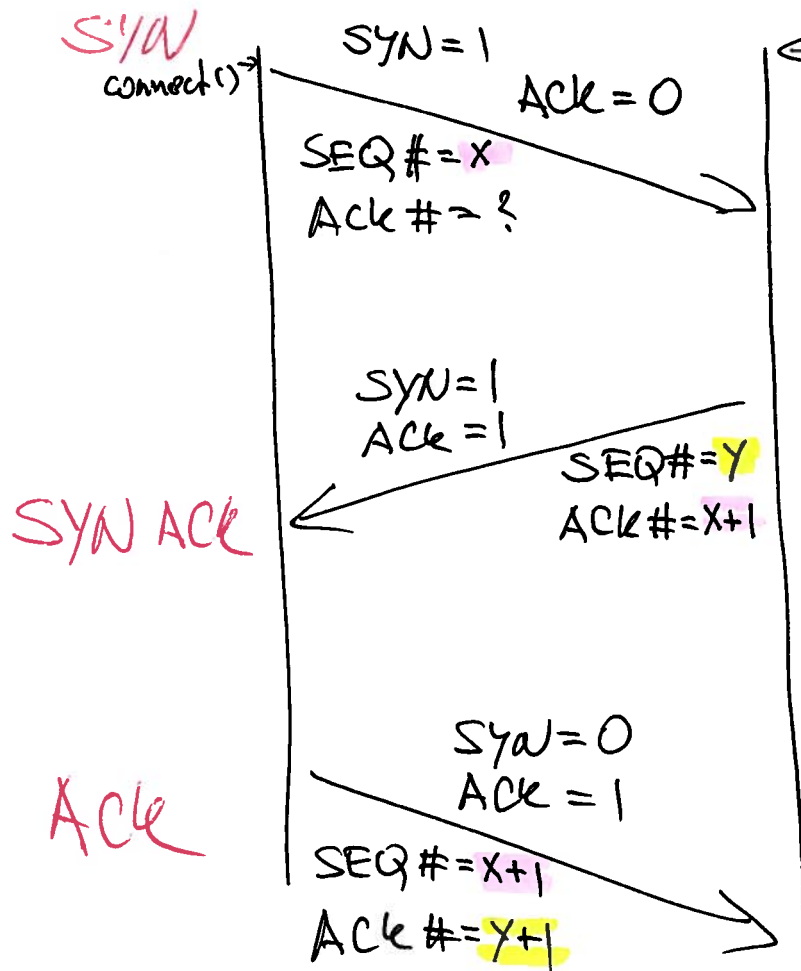 SYN
connect()
SYN=1
ACK=0
SEQ#=X
ACK#=?
SYN=1
ACK=1
SEQ#=Y
ACK#=X+1
SYN ACK
SYN=0
ACK=1
ACK
SEQ#=X+1
ACK#=Y+1